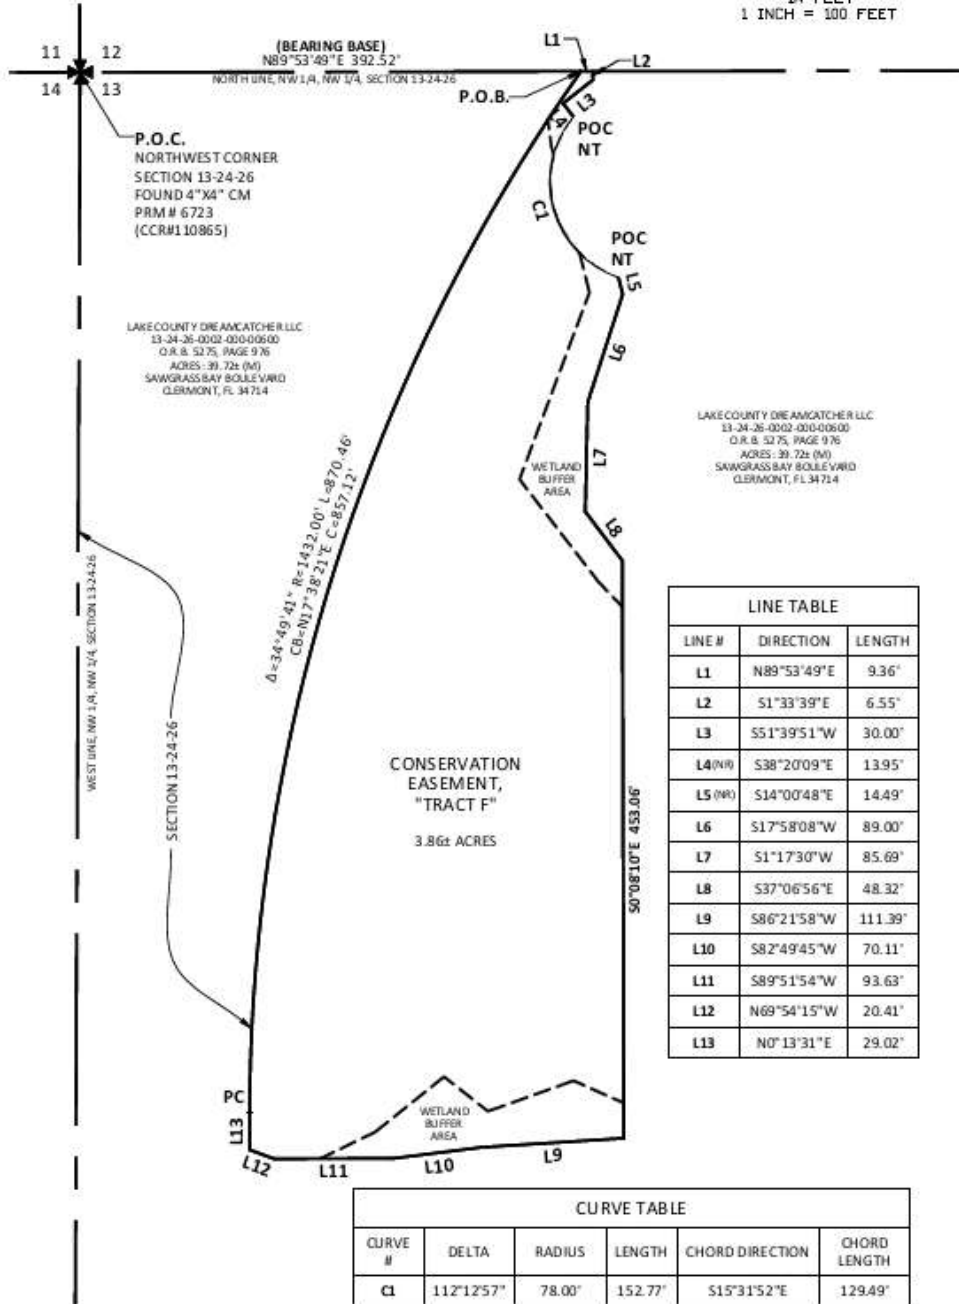 1 INCH = 100 FEET
11 12
14 13
(BEARING BASE)
N89°53'49"E 392.52'
NORTH LINE, NW 1/4, NW 1/4, SECTION 13-24-26
L1
L2
P.O.B.
L3
L4
POC
NT
P.O.C.
NORTHWEST CORNER
SECTION 13-24-26
FOUND 4"X4" CM
PRM # 6723
(CCR#110865)
C1
POC
NT
L5
LAKE COUNTY DREAMCATCHER LLC
13-24-26-0002-000-00600
O.R.B. 5275, PAGE 976
ACRES: 39.72± (M)
SAWGRASS BAY BOULEVARD
CLERMONT, FL 34714
L6
LAKE COUNTY DREAMCATCHER LLC
13-24-26-0002-000-00600
O.R.B. 5275, PAGE 976
ACRES: 39.72± (M)
SAWGRASS BAY BOULEVARD
CLERMONT, FL 34714
Δ=34°49'41" R=1432.00' L=870.46'
CB=N17°38'21"E C=857.12'
WETLAND
BUFFER
AREA
L7
L8
WEST LINE, NW 1/4, NW 1/4, SECTION 13-24-26
SECTION 13-24-26
CONSERVATION
EASEMENT,
"TRACT F"
3.86± ACRES
S0°08'10"E 453.06'
LINE TABLE
LINE # DIRECTION LENGTH
L1 N89°53'49"E 9.36'
L2 S1°33'39"E 6.55'
L3 S51°39'51"W 30.00'
L4(NR) S38°20'09"E 13.95'
L5 (NR) S14°00'48"E 14.49'
L6 S17°58'08"W 89.00'
L7 S1°17'30"W 85.69'
L8 S37°06'56"E 48.32'
L9 S86°21'58"W 111.39'
L10 S82°49'45"W 70.11'
L11 S89°51'54"W 93.63'
L12 N69°54'15"W 20.41'
L13 N0°13'31"E 29.02'
PC
L13
WETLAND
BUFFER
AREA
L12
L11
L10
L9
CURVE TABLE
CURVE # DELTA RADIUS LENGTH CHORD DIRECTION CHORD LENGTH
C1 112°12'57" 78.00' 152.77' S15°31'52"E 129.49'